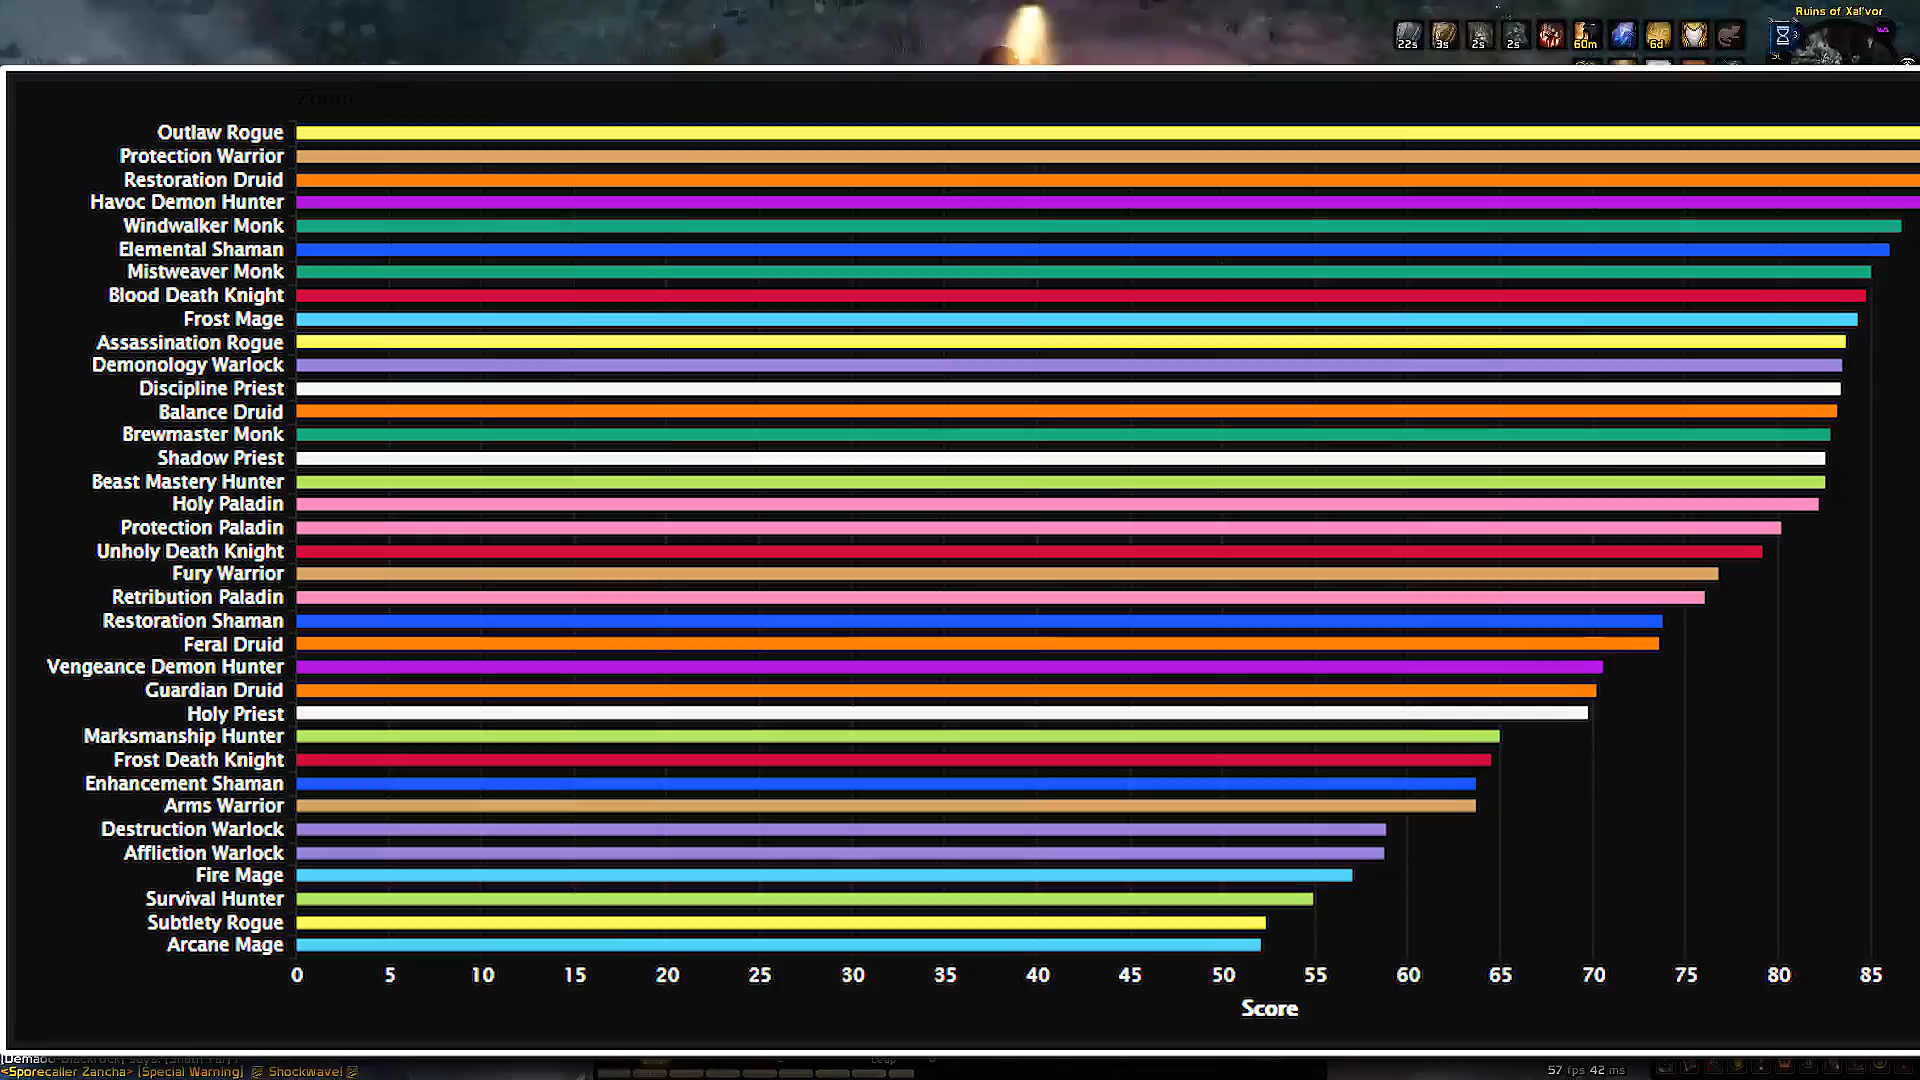 Ruins of Xal'vor
22s 3s 2s 2s 60m 6d
Zoom
Outlaw Rogue
Protection Warrior
Restoration Druid
Havoc Demon Hunter
Windwalker Monk
Elemental Shaman
Mistweaver Monk
Blood Death Knight
Frost Mage
Assassination Rogue
Demonology Warlock
Discipline Priest
Balance Druid
Brewmaster Monk
Shadow Priest
Beast Mastery Hunter
Holy Paladin
Protection Paladin
Unholy Death Knight
Fury Warrior
Retribution Paladin
Restoration Shaman
Feral Druid
Vengeance Demon Hunter
Guardian Druid
Holy Priest
Marksmanship Hunter
Frost Death Knight
Enhancement Shaman
Arms Warrior
Destruction Warlock
Affliction Warlock
Fire Mage
Survival Hunter
Subtlety Rogue
Arcane Mage
0 5 10 15 20 25 30 35 40 45 50 55 60 65 70 75 80 85
Score
<Sporecaller Zancha> [Special Warning] Shockwave!
57 fps 42 ms